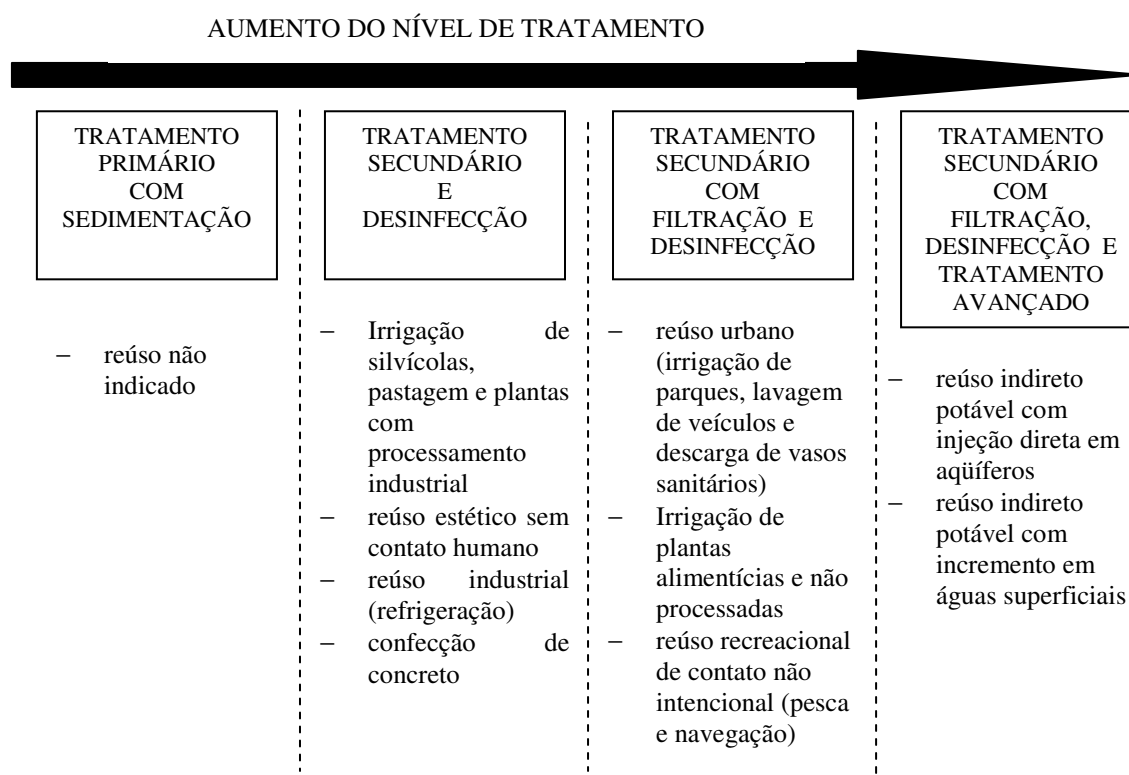 AUMENTO DO NÍVEL DE TRATAMENTO
TRATAMENTO
PRIMÁRIO
COM
SEDIMENTAÇÃO
– reúso não
indicado
TRATAMENTO
SECUNDÁRIO
E
DESINFECÇÃO
– Irrigação de
silvícolas,
pastagem e plantas
com
processamento
industrial
– reúso estético sem
contato humano
– reúso industrial
(refrigeração)
– confecção de
concreto
TRATAMENTO
SECUNDÁRIO
COM
FILTRAÇÃO E
DESINFECÇÃO
– reúso urbano
(irrigação de
parques, lavagem
de veículos e
descarga de vasos
sanitários)
– Irrigação de
plantas
alimentícias e não
processadas
– reúso recreacional
de contato não
intencional (pesca
e navegação)
TRATAMENTO
SECUNDÁRIO
COM
FILTRAÇÃO,
DESINFECÇÃO E
TRATAMENTO
AVANÇADO
– reúso indireto
potável com
injeção direta em
aqüíferos
– reúso indireto
potável com
incremento em
águas superficiais